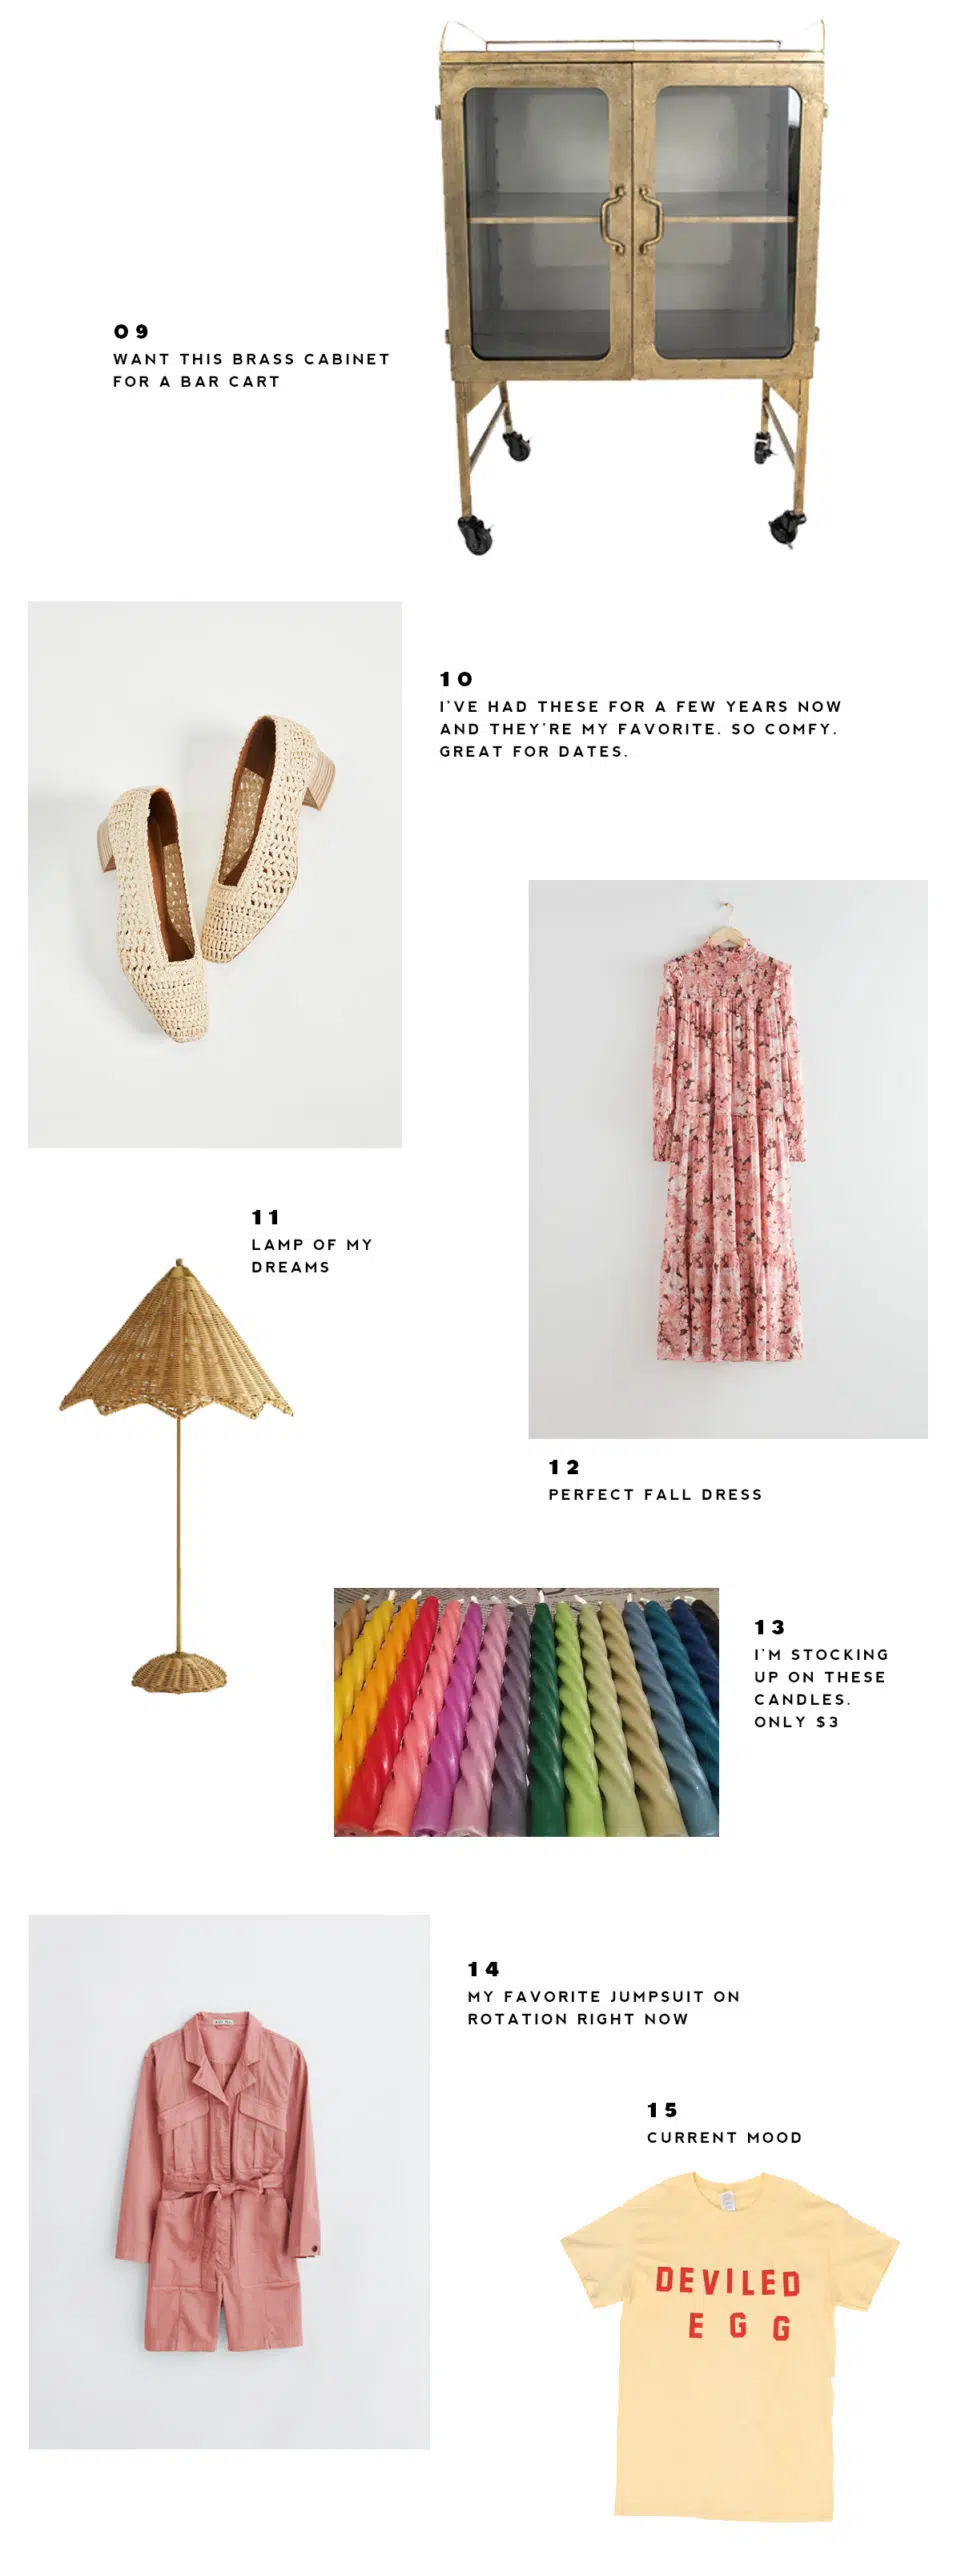 09
WANT THIS BRASS CABINET
FOR A BAR CART
10
I'VE HAD THESE FOR A FEW YEARS NOW
AND THEY'RE MY FAVORITE. SO COMFY.
GREAT FOR DATES.
11
LAMP OF MY
DREAMS
12
PERFECT FALL DRESS
13
I'M STOCKING
UP ON THESE
CANDLES.
ONLY $3
14
MY FAVORITE JUMPSUIT ON
ROTATION RIGHT NOW
15
CURRENT MOOD
DEVILED
EGG